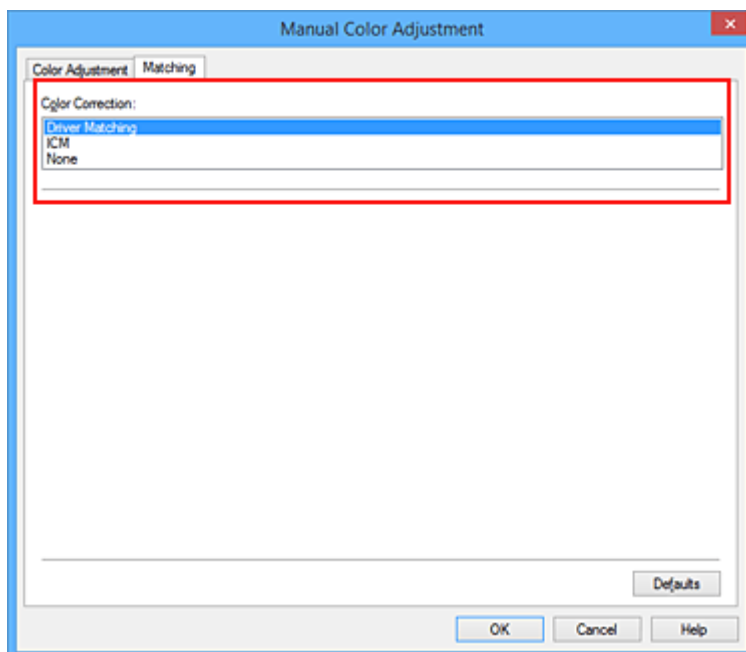 Manual Color Adjustment
Color Adjustment Matching
Color Correction:
Driver Matching
ICM
None
Defaults
OK Cancel Help